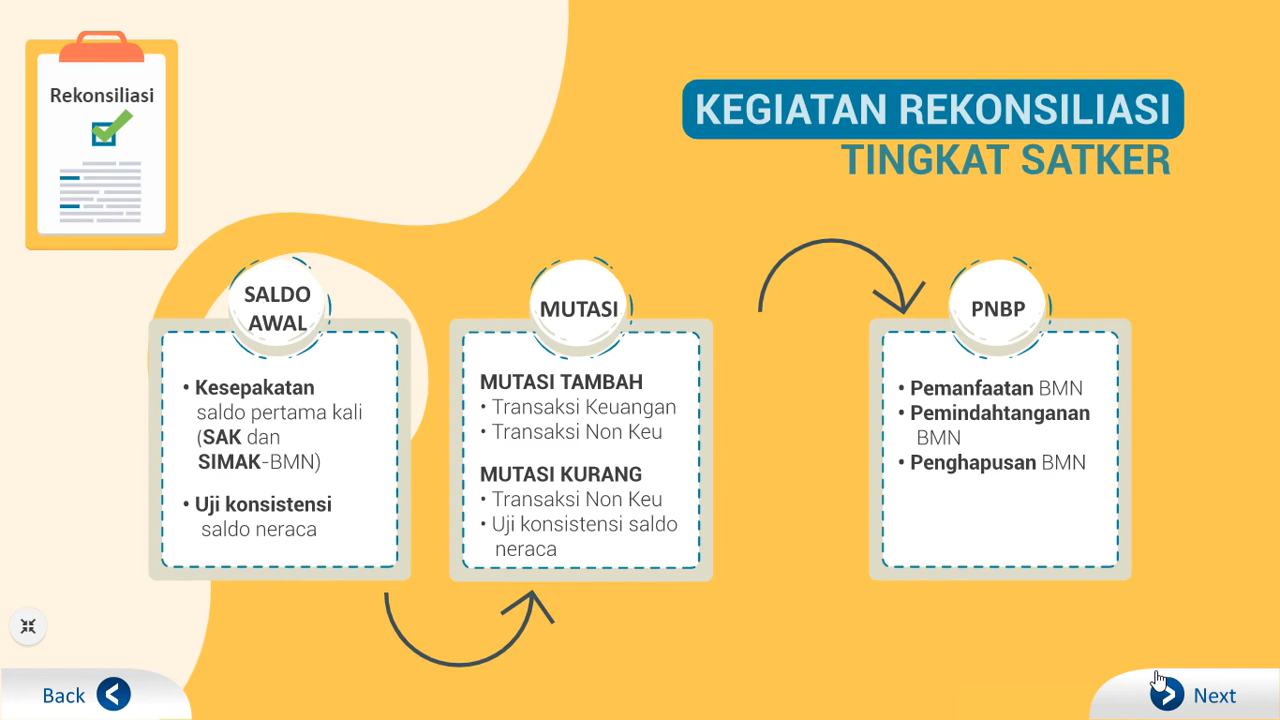 Rekonsiliasi
KEGIATAN REKONSILIASI
TINGKAT SATKER
SALDO
AWAL
• Kesepakatan
saldo pertama kali
(SAK dan
SIMAK-BMN)
• Uji konsistensi
saldo neraca
MUTASI
MUTASI TAMBAH
• Transaksi Keuangan
• Transaksi Non Keu
MUTASI KURANG
• Transaksi Non Keu
• Uji konsistensi saldo
neraca
PNBP
• Pemanfaatan BMN
• Pemindahtanganan
BMN
• Penghapusan BMN
Back
Next